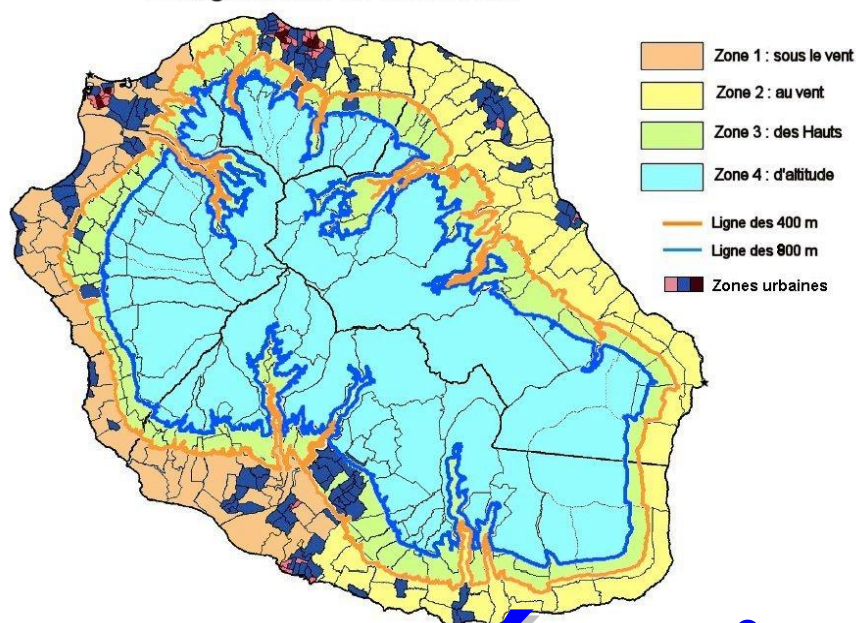 Zone 1 : sous le vent
Zone 2 : au vent
Zone 3 : des Hauts
Zone 4 : d'altitude
Ligne des 400 m
Ligne des 800 m
Zones urbaines